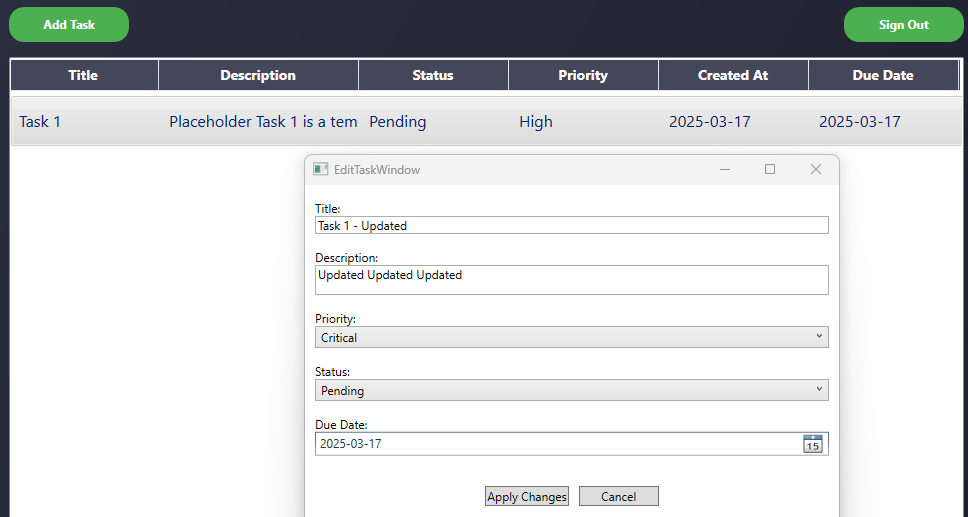 Add Task Sign Out
Title Description Status Priority Created At Due Date
Task 1 Placeholder Task 1 is a tem Pending High 2025-03-17 2025-03-17
EditTaskWindow
Title:
Task 1 - Updated
Description:
Updated Updated Updated
Priority:
Critical
Status:
Pending
Due Date:
2025-03-17 15
Apply Changes Cancel